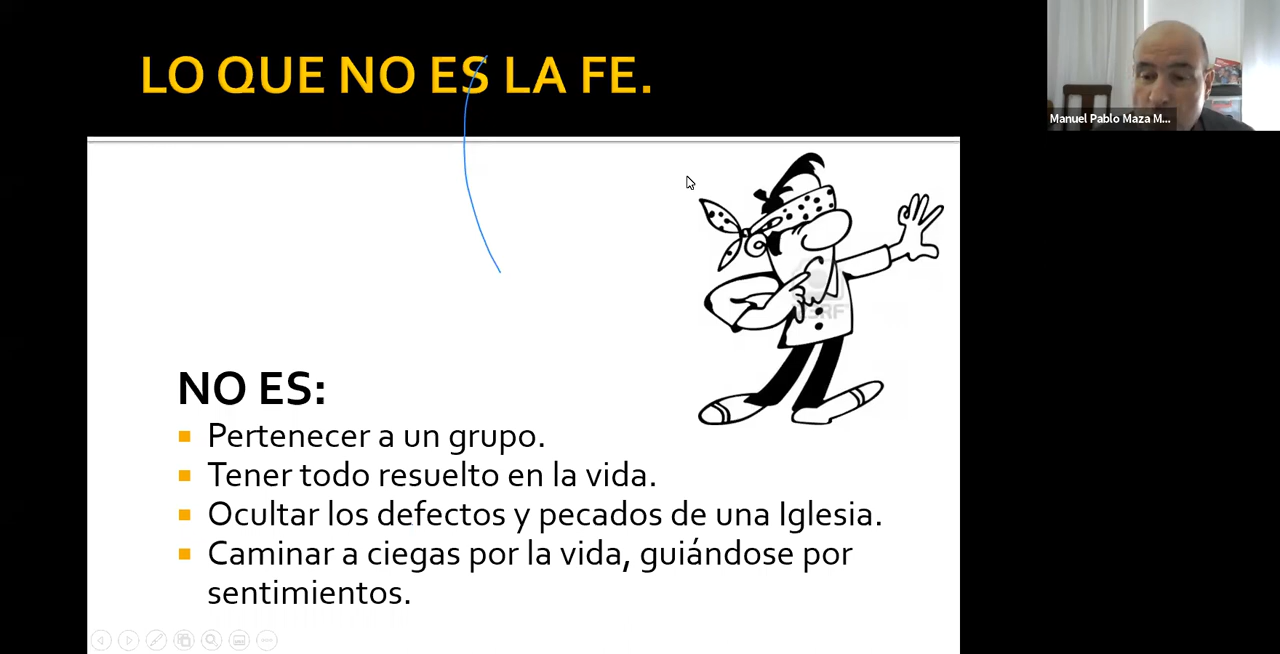 LO QUE NO ES LA FE.
Manuel Pablo Maza M...
NO ES:
Pertenecer a un grupo.
Tener todo resuelto en la vida.
Ocultar los defectos y pecados de una Iglesia.
Caminar a ciegas por la vida, guiándose por
sentimientos.